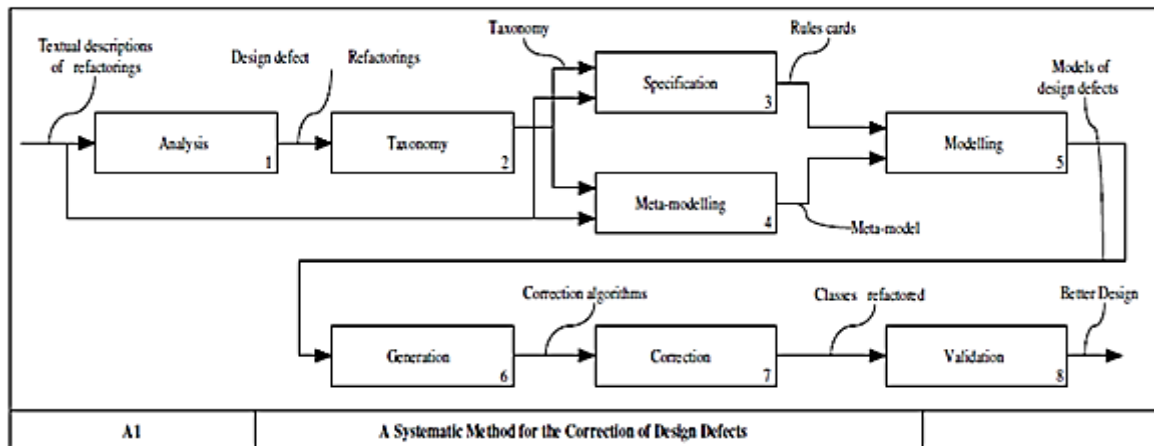 Taxonomy
Rules cards
Textual descriptions
of refactorings
Design defect
Refactorings
Models of
design defects
Specification
3
Analysis
1
Taxonomy
2
Modelling
5
Meta-modelling
4
Meta-model
Correction algorithms
Classes refactored
Better Design
Generation
6
Correction
7
Validation
8
A1
A Systematic Method for the Correction of Design Defects